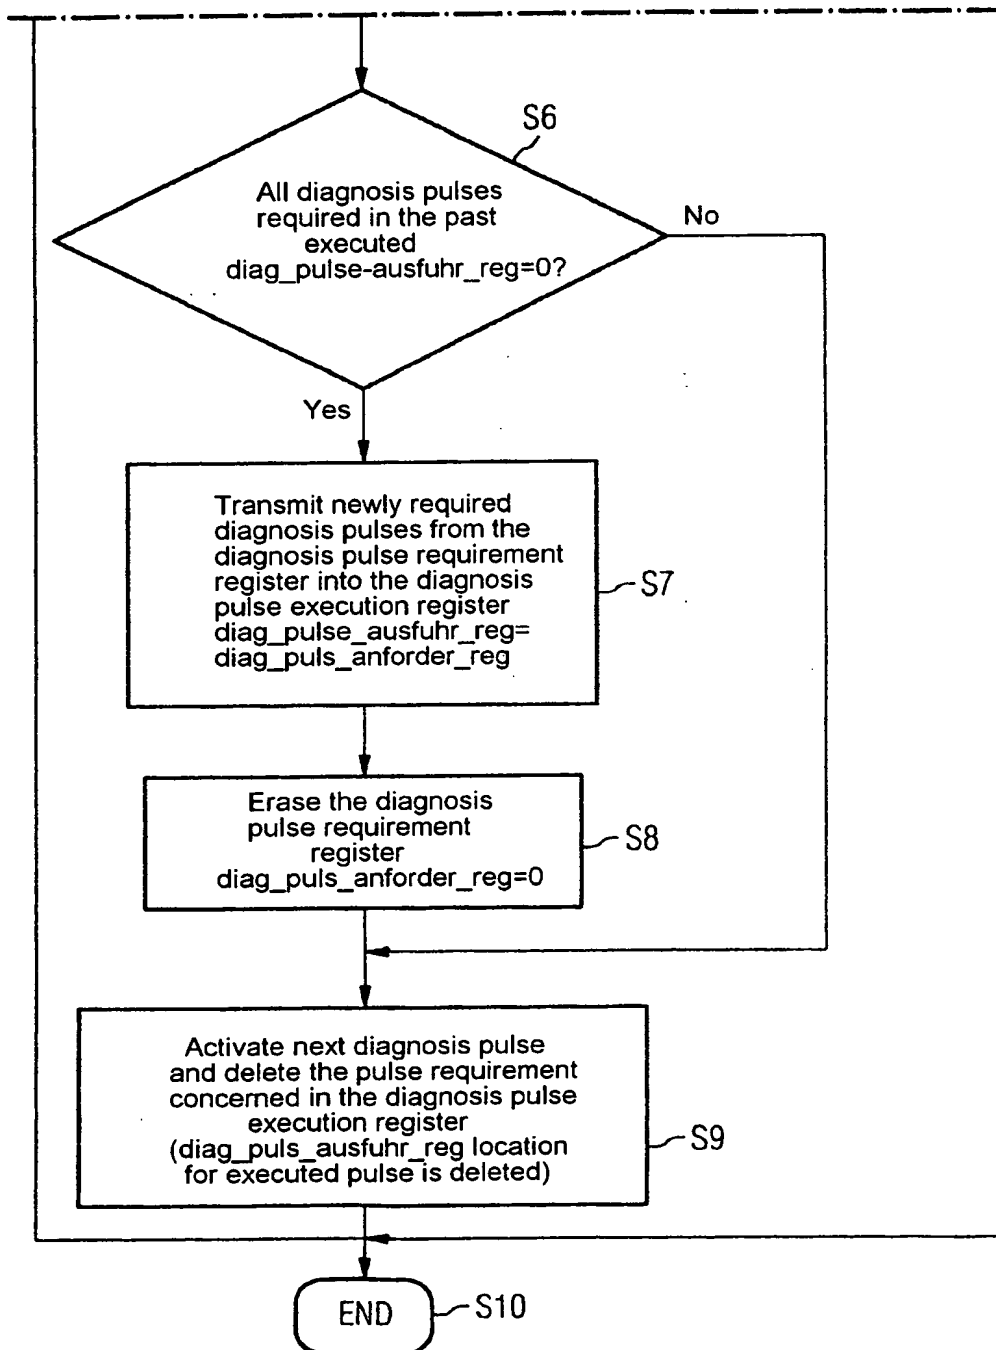 S6
All diagnosis pulses
required in the past
executed
diag_pulse-ausfuhr_reg=0?
No
Yes
Transmit newly required
diagnosis pulses from the
diagnosis pulse requirement
register into the diagnosis
pulse execution register
diag_pulse_ausfuhr_reg=
diag_puls_anforder_reg
S7
Erase the diagnosis
pulse requirement
register
diag_puls_anforder_reg=0
S8
Activate next diagnosis pulse
and delete the pulse requirement
concerned in the diagnosis pulse
execution register
(diag_puls_ausfuhr_reg location
for executed pulse is deleted)
S9
END
S10